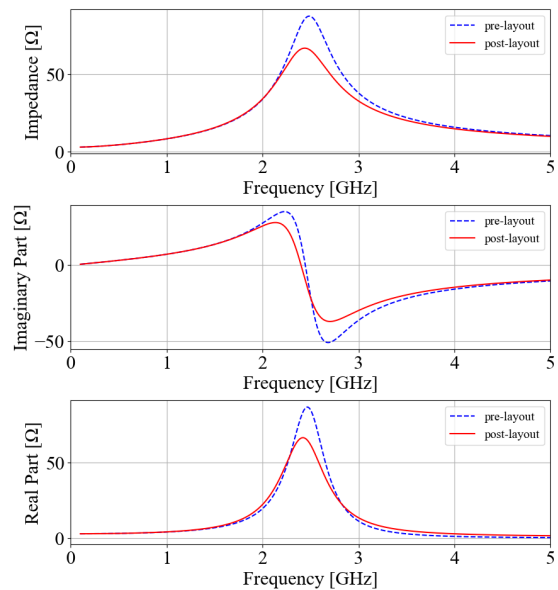 Impedance [Ω]
50
0
pre-layout
post-layout
0 1 2 3 4 5
Frequency [GHz]
Imaginary Part [Ω]
0
−50
pre-layout
post-layout
0 1 2 3 4 5
Frequency [GHz]
Real Part [Ω]
50
0
pre-layout
post-layout
0 1 2 3 4 5
Frequency [GHz]